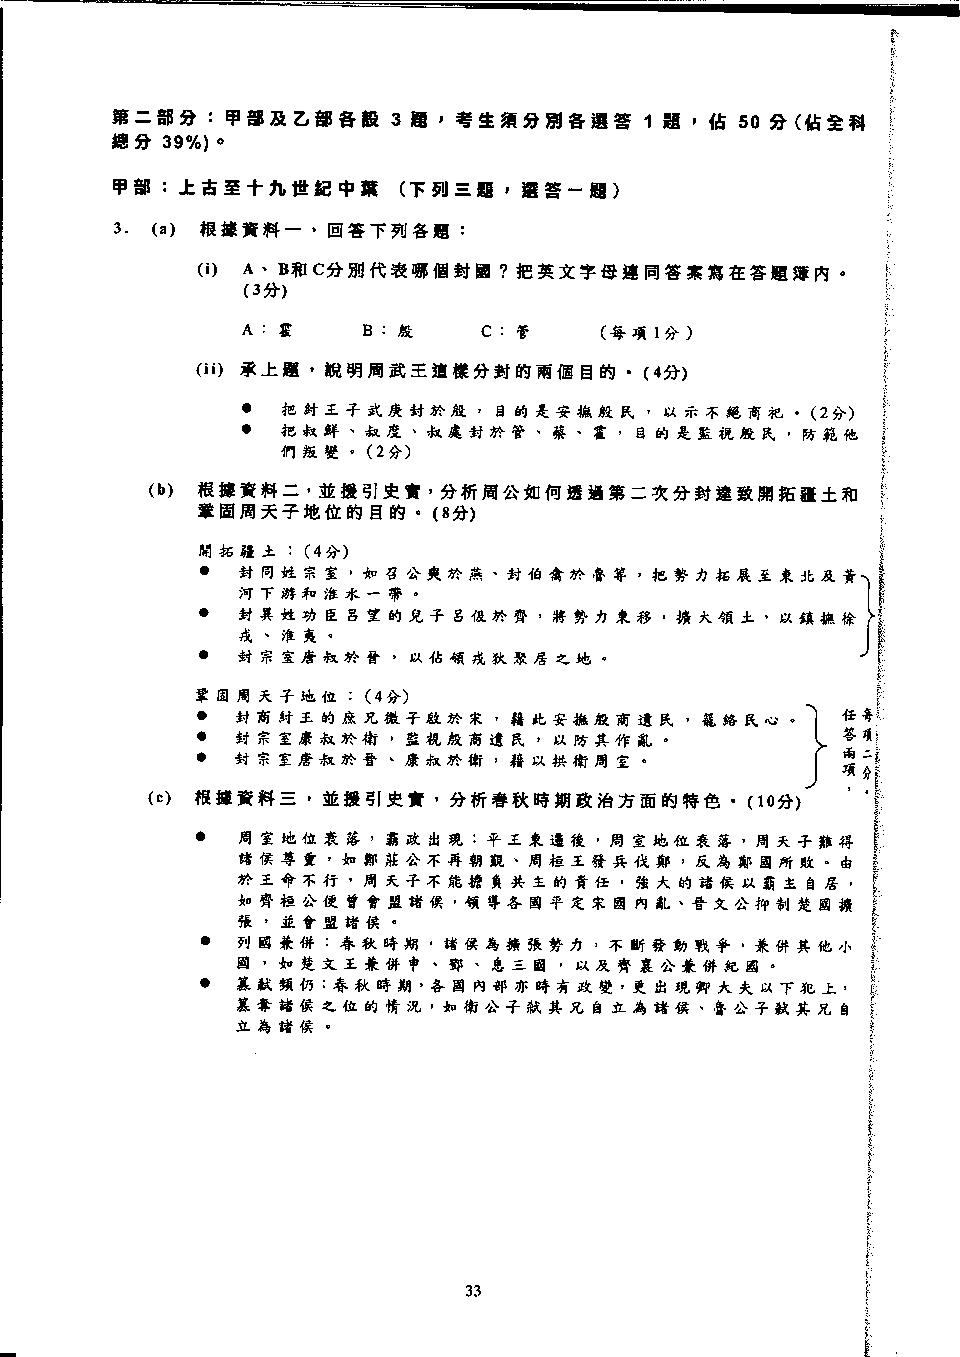 第二部分：甲部及乙部各設 3 題，考生須分別各選答 1 題，佔 50 分(佔全科
總分 39%)。
甲部：上古至十九世紀中葉 (下列三題，選答一題)
3. (a) 根據資料一，回答下列各題：
(i) A、B和C分別代表哪個封國？把英文字母連同答案寫在答題簿內。
(3分)
A：霍 B：殷 C：管 (每項1分)
(ii) 承上題，說明周武王這樣分封的兩個目的。(4分)
● 把紂王子武庚封於殷，目的是安撫殷民，以示不絕商祀。(2分)
● 把叔鮮、叔度、叔處封於管、蔡、霍，目的是監視殷民，防範他
們叛變。(2分)
(b) 根據資料二，並援引史實，分析周公如何透過第二次分封達致開拓疆土和
鞏固周天子地位的目的。(8分)
開拓疆土：(4分)
● 封同姓宗室，如召公奭於燕、封伯禽於魯等，把勢力拓展至東北及黃
河下游和淮水一帶。
● 封異姓功臣呂望的兒子呂伋於齊，將勢力東移，擴大領土，以鎮撫徐
戎、淮夷。
● 封宗室唐叔於晉，以佔領戎狄聚居之地。
鞏固周天子地位：(4分)
● 封商紂王的庶兄微子啟於宋，藉此安撫殷商遺民，籠絡民心。
● 封宗室康叔於衛，監視殷商遺民，以防其作亂。
● 封宗室唐叔於晉、康叔於衛，藉以拱衛周室。
每項二分。
任答兩項，
(c) 根據資料三，並援引史實，分析春秋時期政治方面的特色。(10分)
● 周室地位衰落，霸政出現：平王東遷後，周室地位衰落，周天子難得
諸侯尊重，如鄭莊公不再朝覲、周桓王發兵伐鄭，反為鄭國所敗。由
於王命不行，周天子不能擔負共主的責任，強大的諸侯以霸主自居，
如齊桓公便曾會盟諸侯，領導各國平定宋國內亂、晉文公抑制楚國擴
張，並會盟諸侯。
● 列國兼併：春秋時期，諸侯為擴張勢力，不斷發動戰爭，兼併其他小
國，如楚文王兼併申、鄧、息三國，以及齊襄公兼併紀國。
● 篡弒頻仍：春秋時期，各國內部亦時有政變，更出現卿大夫以下犯上，
篡奪諸侯之位的情況，如衛公子弒其兄自立為諸侯、魯公子弒其兄自
立為諸侯。
33